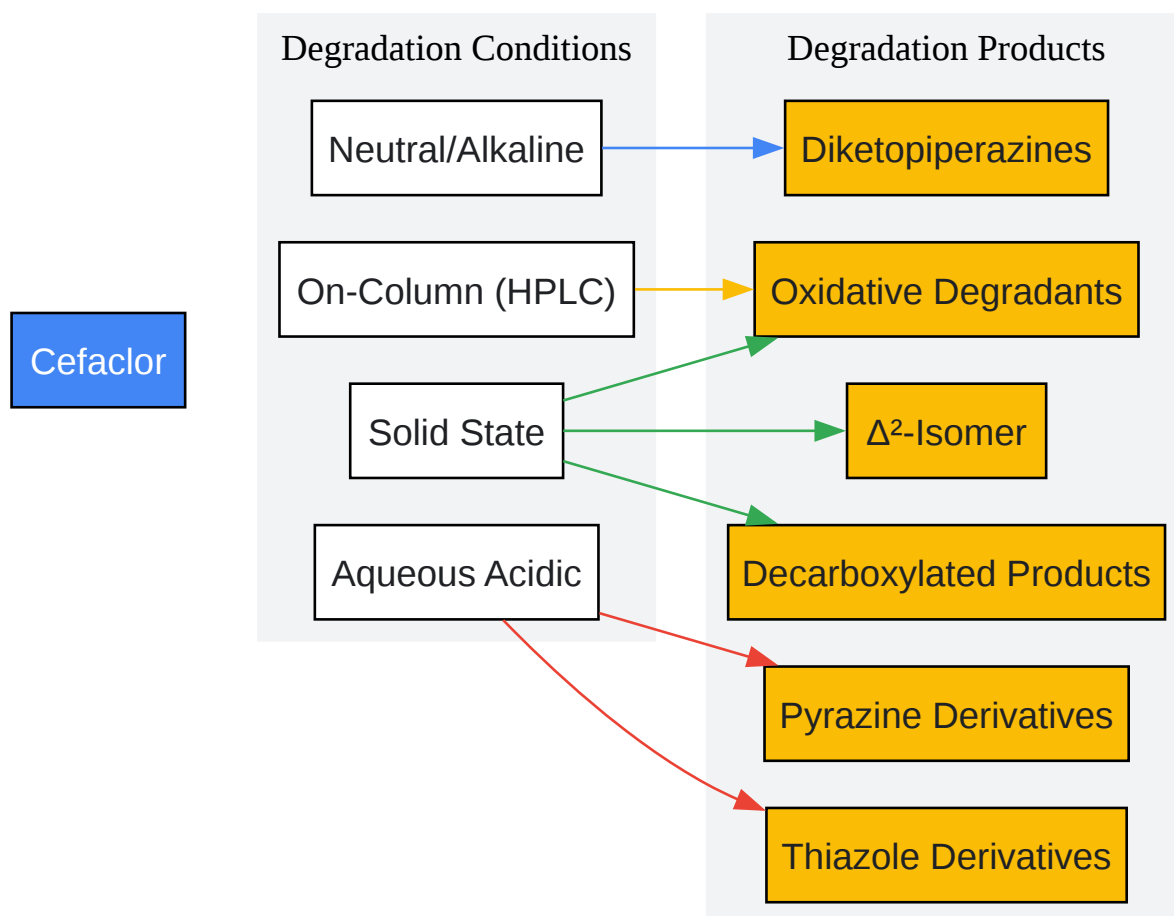 Degradation Conditions
Degradation Products
Neutral/Alkaline
Diketopiperazines
On-Column (HPLC)
Oxidative Degradants
Cefaclor
Solid State
Δ²-Isomer
Aqueous Acidic
Decarboxylated Products
Pyrazine Derivatives
Thiazole Derivatives